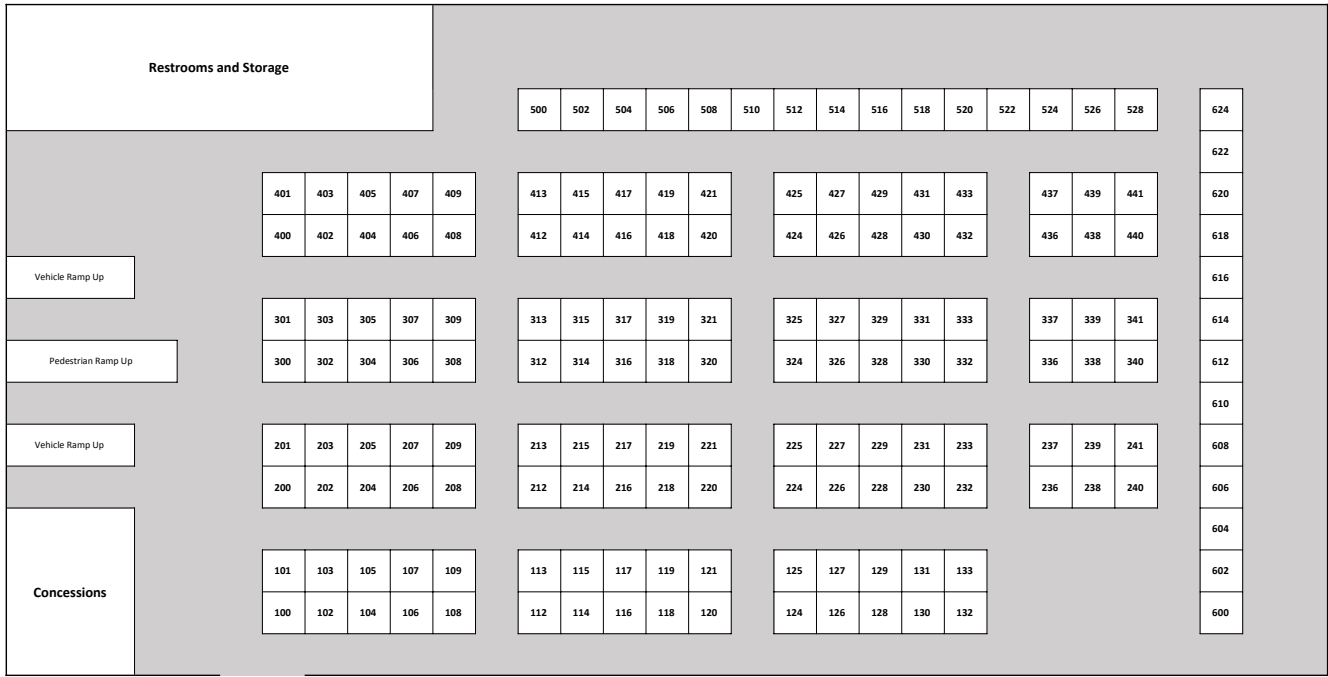 Restrooms and Storage
500 502 504 506 508 510 512 514 516 518 520 522 524 526 528 624
622
401 403 405 407 409 413 415 417 419 421 425 427 429 431 433 437 439 441 620
400 402 404 406 408 412 414 416 418 420 424 426 428 430 432 436 438 440 618
Vehicle Ramp Up 616
301 303 305 307 309 313 315 317 319 321 325 327 329 331 333 337 339 341 614
Pedestrian Ramp Up 300 302 304 306 308 312 314 316 318 320 324 326 328 330 332 336 338 340 612
610
Vehicle Ramp Up 201 203 205 207 209 213 215 217 219 221 225 227 229 231 233 237 239 241 608
200 202 204 206 208 212 214 216 218 220 224 226 228 230 232 236 238 240 606
604
101 103 105 107 109 113 115 117 119 121 125 127 129 131 133 602
Concessions
100 102 104 106 108 112 114 116 118 120 124 126 128 130 132 600